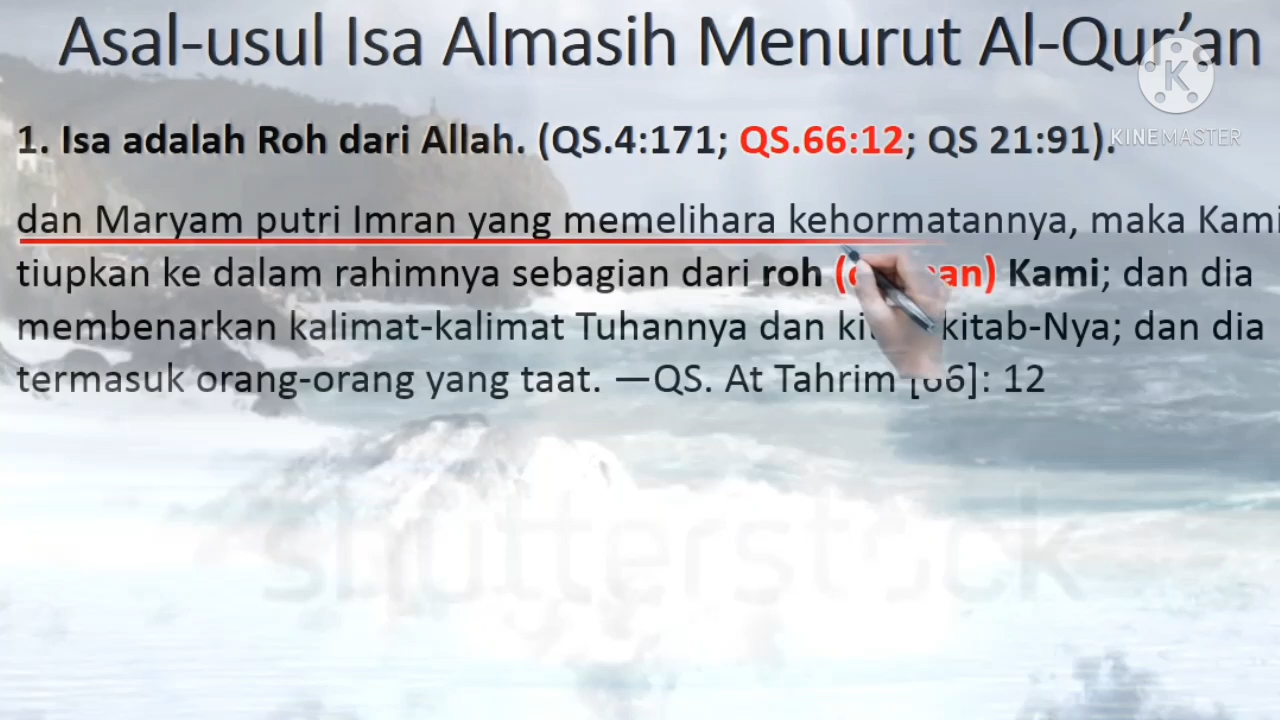 Asal-usul Isa Almasih Menurut Al-Qur’an
K
KINEMASTER
1. Isa adalah Roh dari Allah. (QS.4:171; QS.66:12; QS 21:91).
dan Maryam putri Imran yang memelihara kehormatannya, maka Kami
tiupkan ke dalam rahimnya sebagian dari roh Kami; dan dia
membenarkan kalimat-kalimat Tuhannya dan kitab-Nya; dan dia
termasuk orang-orang yang taat. —QS. At Tahrim [66]: 12
shutterstock